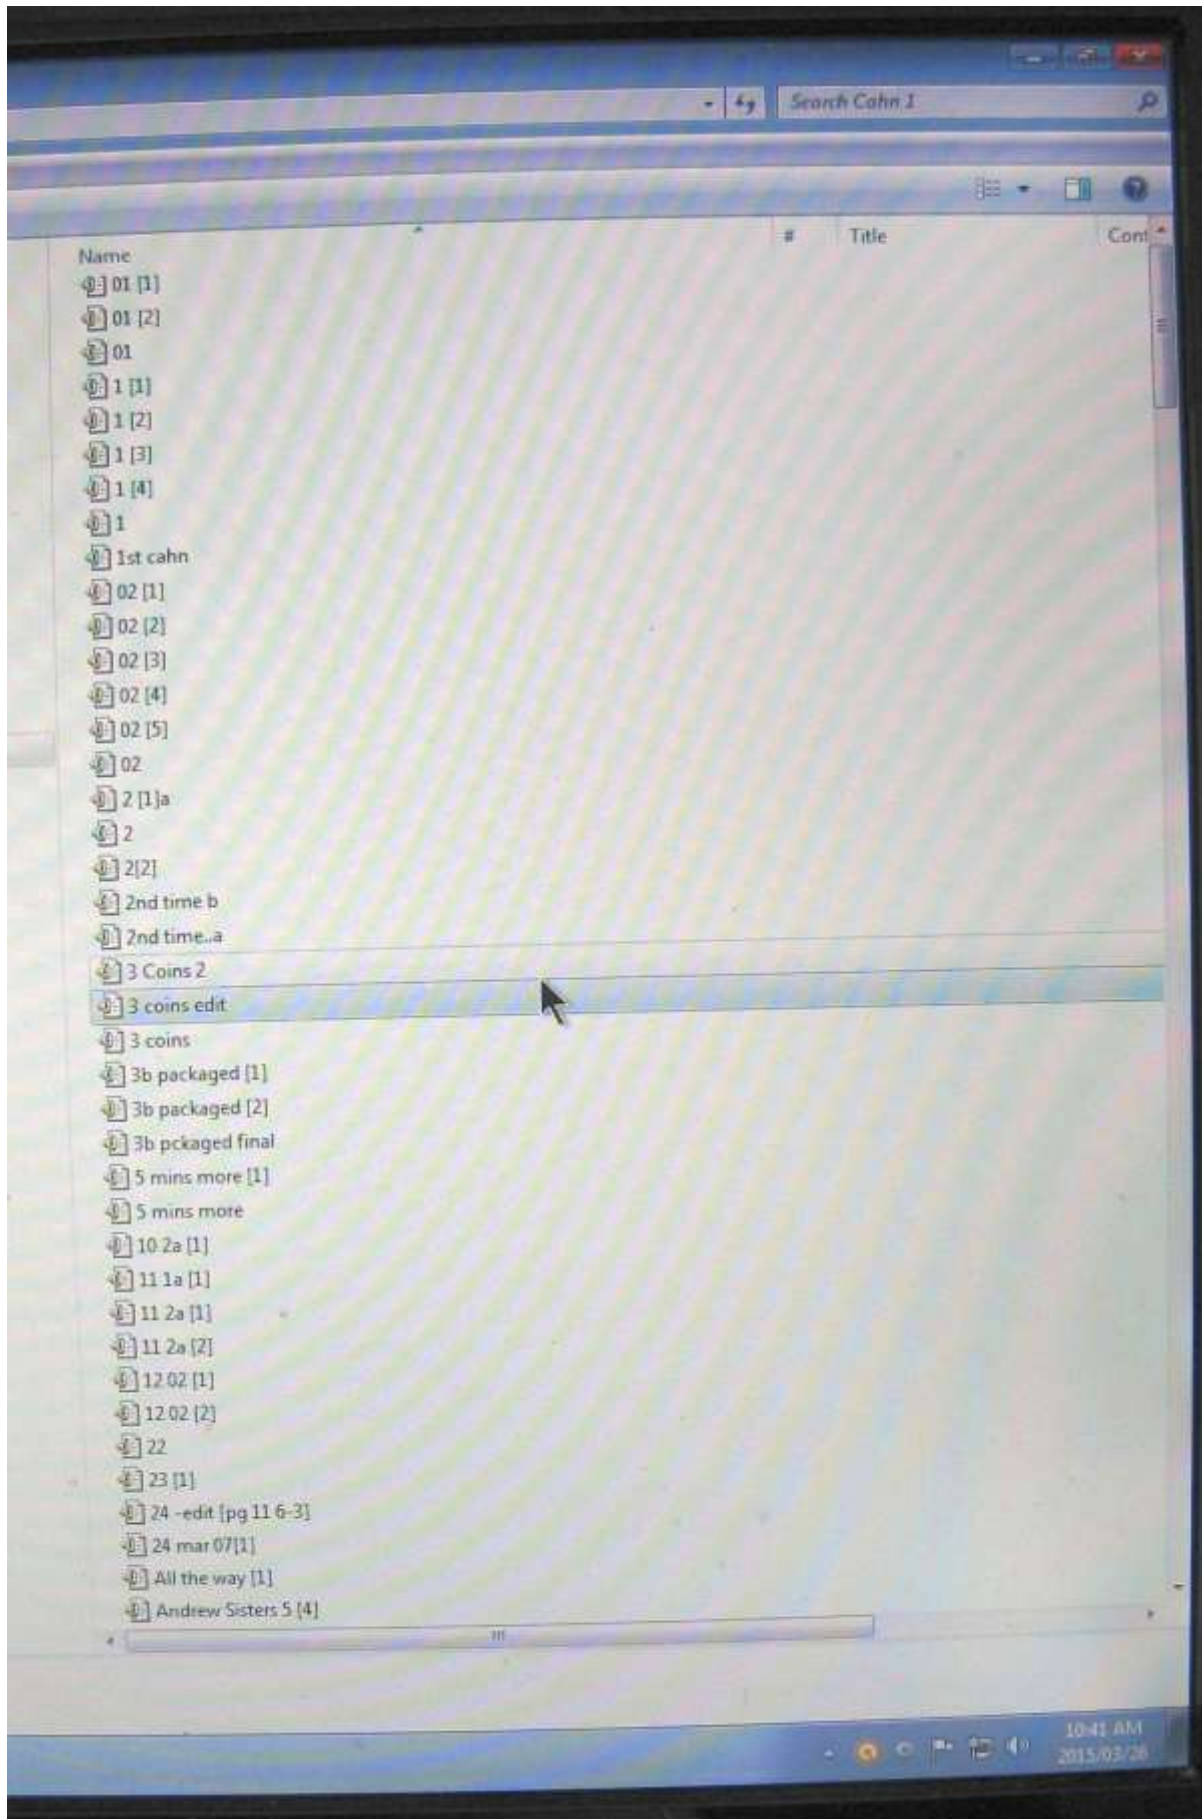 Search Cahn 1
Name # Title Cont
01 [1]
01 [2]
01
1 [1]
1 [2]
1 [3]
1 [4]
1
1st cahn
02 [1]
02 [2]
02 [3]
02 [4]
02 [5]
02
2 [1]a
2
2[2]
2nd time b
2nd time..a
3 Coins 2
3 coins edit
3 coins
3b packaged [1]
3b packaged [2]
3b pckaged final
5 mins more [1]
5 mins more
10 2a [1]
11 1a [1]
11 2a [1]
11 2a [2]
12 02 [1]
12 02 [2]
22
23 [1]
24 -edit [pg 11 6-3]
24 mar 07[1]
All the way [1]
Andrew Sisters 5 [4]
10:41 AM
2015/03/26